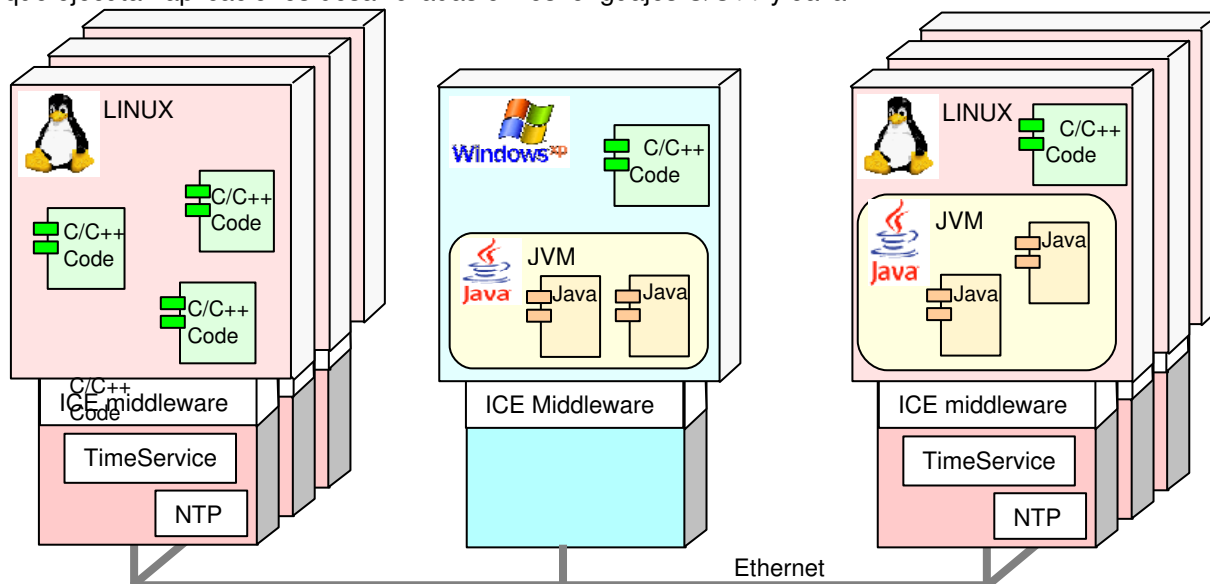 LINUX
C/C++
Code
C/C++
Code
C/C++
Code
C/C++
Code
ICE middleware
TimeService
NTP
Windows xp
C/C++
Code
Java
JVM
Java
Java
ICE Middleware
LINUX
C/C++
Code
Java
JVM
Java
Java
ICE middleware
TimeService
NTP
Ethernet